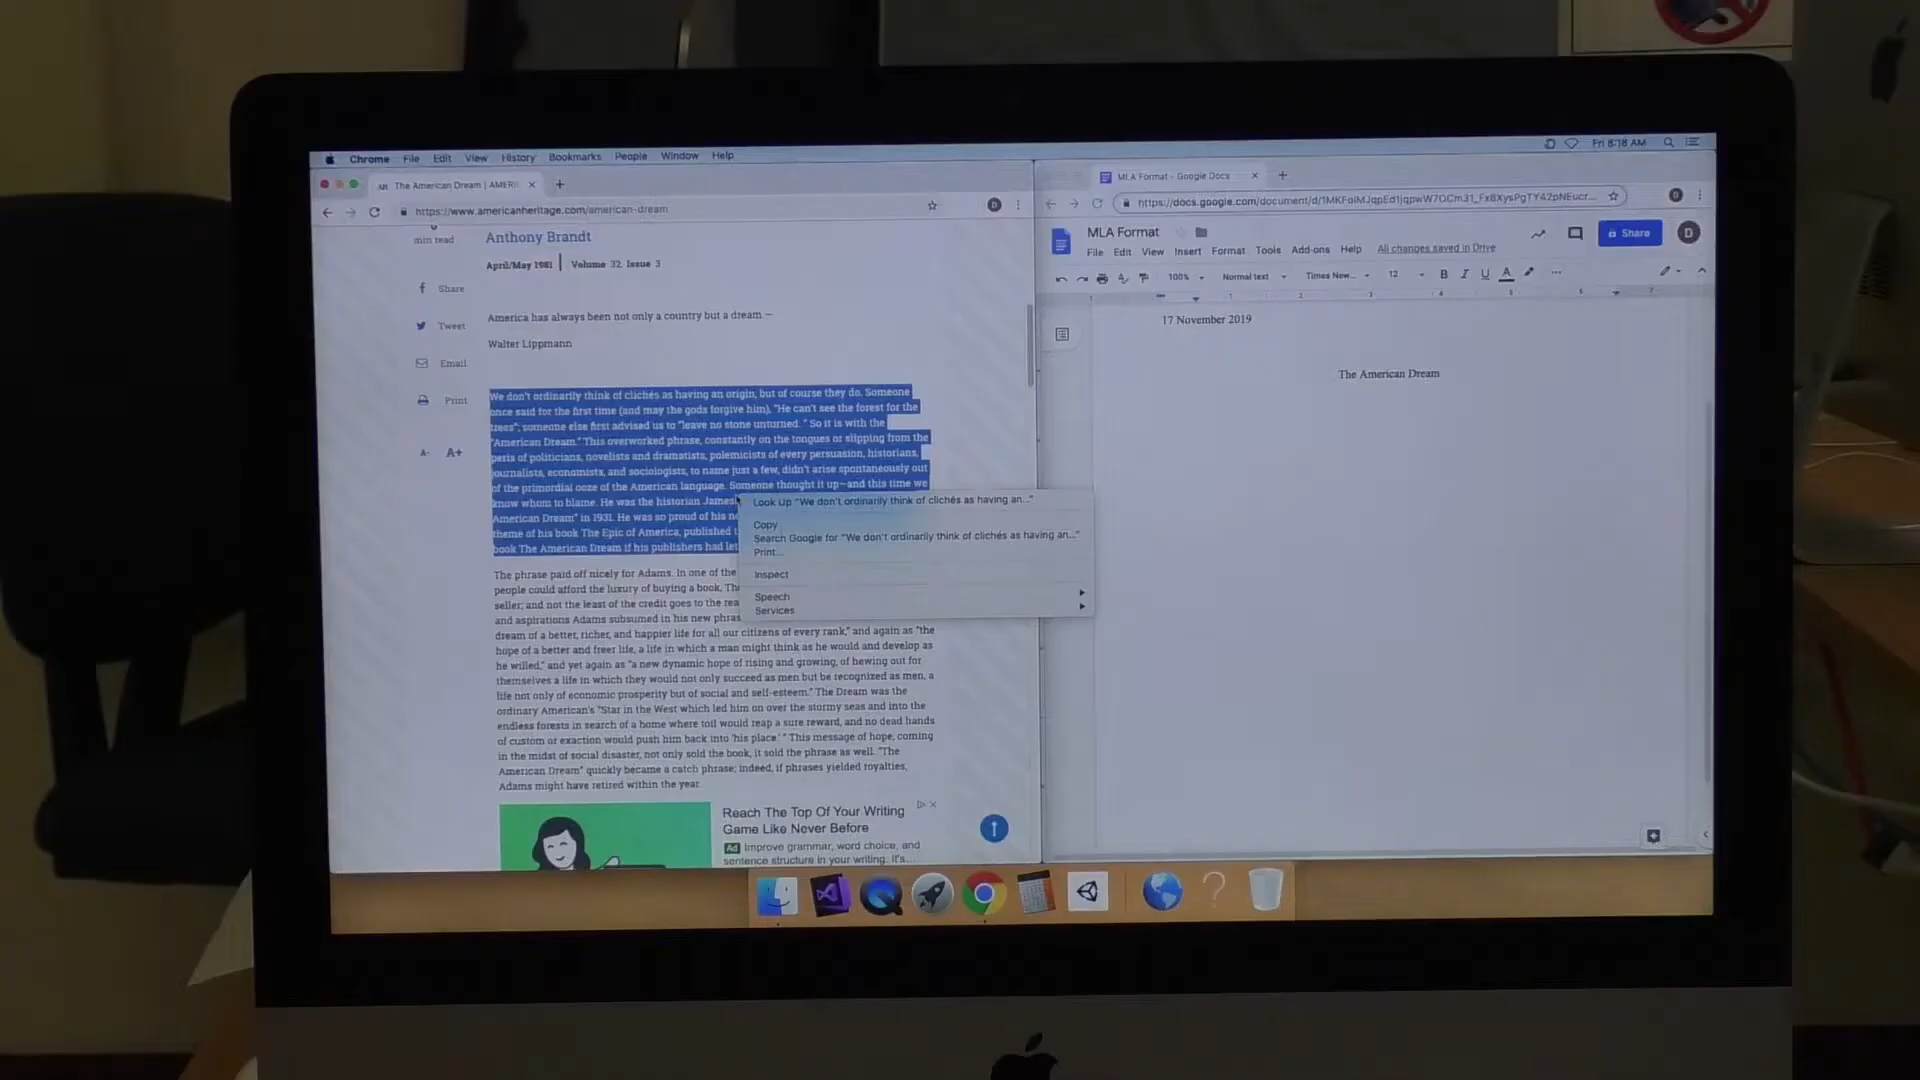 Chrome File Edit View History Bookmarks People Window Help
Fri 8:18 AM
The American Dream | AMERI
https://www.americanheritage.com/american-dream
min read
Anthony Brandt
April/May 1981 | Volume 32 Issue 3
Share
Tweet
Email
Print
A- A+
America has always been not only a country but a dream —
Walter Lippmann
We don't ordinarily think of clichés as having an origin, but of course they do. Someone
once said for the first time (and may the gods forgive him), "He can't see the forest for the
trees"; someone else first advised us to "leave no stone unturned. " So it is with the
"American Dream." This overworked phrase, constantly on the tongues or slipping from the
pens of politicians, novelists and dramatists, polemicists of every persuasion, historians,
journalists, economists, and sociologists, to name just a few, didn't arise spontaneously out
of the primordial ooze of the American language. Someone thought it up—and this time we
know whom to blame. He was the historian James
American Dream" in 1931. He was so proud of his ne
theme of his book The Epic of America, published t
book The American Dream if his publishers had let
Look Up "We don't ordinarily think of clichés as having an..."
Copy
Search Google for "We don't ordinarily think of clichés as having an..."
Print...
Inspect
Speech
Services
The phrase paid off nicely for Adams. In one of the
people could afford the luxury of buying a book, Th
seller; and not the least of the credit goes to the rea
and aspirations Adams subsumed in his new phras
dream of a better, richer, and happier life for all our citizens of every rank," and again as "the
hope of a better and freer life, a life in which a man might think as he would and develop as
he willed," and yet again as "a new dynamic hope of rising and growing, of hewing out for
themselves a life in which they would not only succeed as men but be recognized as men, a
life not only of economic prosperity but of social and self-esteem." The Dream was the
ordinary American's "Star in the West which led him on over the stormy seas and into the
endless forests in search of a home where toil would reap a sure reward, and no dead hands
of custom or exaction would push him back into 'his place.' " This message of hope, coming
in the midst of social disaster, not only sold the book, it sold the phrase as well. "The
American Dream" quickly became a catch phrase; indeed, if phrases yielded royalties,
Adams might have retired within the year.
Reach The Top Of Your Writing
Game Like Never Before
Ad Improve grammar, word choice, and
sentence structure in your writing. It's...
MLA Format - Google Docs
MLA Format
File Edit View Insert Format Tools Add-ons Help All changes saved in Drive
Share
D
100% Normal text Times New... 12 B I U A
17 November 2019
The American Dream